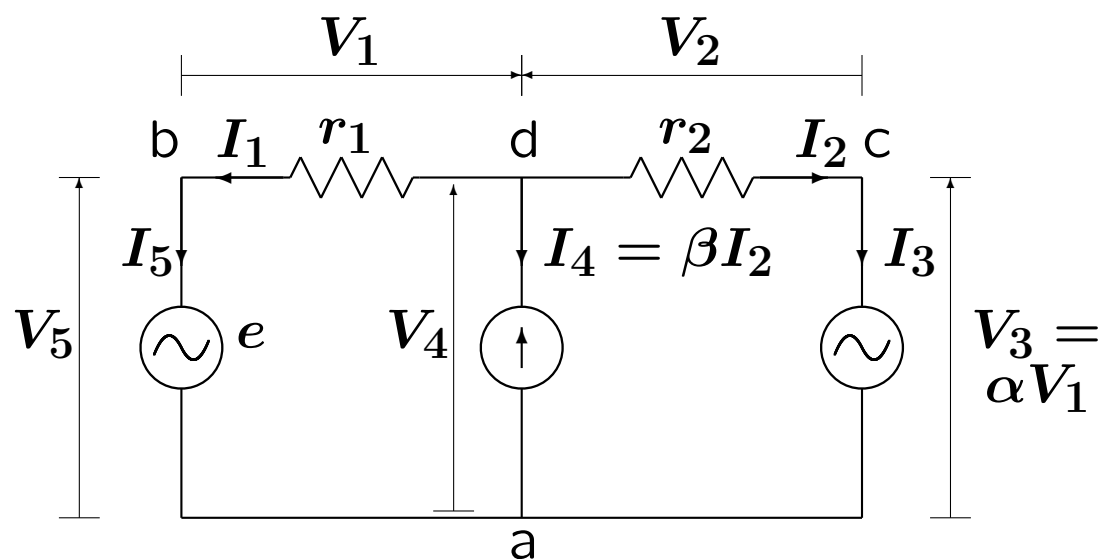 V₁ V₂
b I₁ r₁ d r₂ I₂ c
I₅ I₄ = βI₂ I₃
V₅ e V₄ V₃ =
αV₁
a